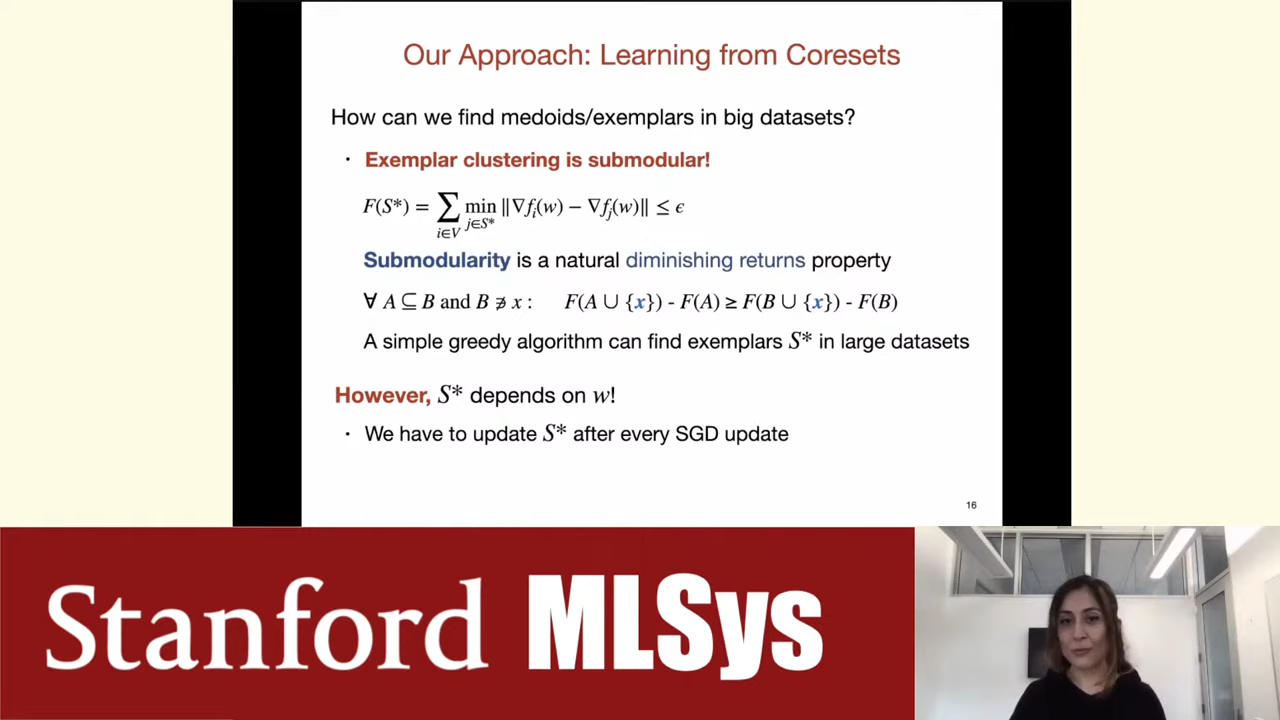 Our Approach: Learning from Coresets
How can we find medoids/exemplars in big datasets?
· Exemplar clustering is submodular!
F(S*) = ∑_{i∈V} min_{j∈S*} ‖∇f_i(w) − ∇f_j(w)‖ ≤ ϵ
Submodularity is a natural diminishing returns property
∀ A ⊆ B and B ∌ x : F(A ∪ {x}) - F(A) ≥ F(B ∪ {x}) - F(B)
A simple greedy algorithm can find exemplars S* in large datasets
However, S* depends on w!
· We have to update S* after every SGD update
16
Stanford MLSys